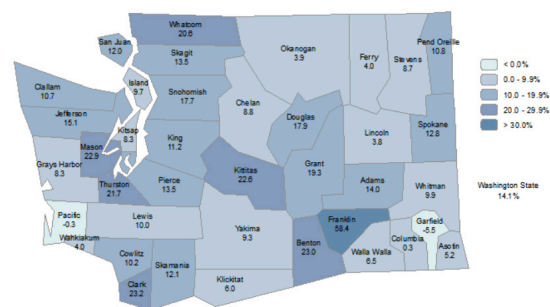 Whatcom
20.6
San Juan
12.0
Skagit
13.5
Okanogan
3.9
Ferry
4.0
Stevens
8.7
Pend Oreille
10.8
Island
9.7
Clallam
10.7
Snohomish
17.7
Chelan
8.8
Jefferson
15.1
Douglas
17.9
Kitsap
8.3
King
11.2
Lincoln
3.8
Spokane
12.8
Mason
22.9
Grays Harbor
8.3
Grant
19.3
Kittitas
22.6
Thurston
21.7
Pierce
13.5
Adams
14.0
Whitman
9.9
Pacific
-0.3
Lewis
10.0
Yakima
9.3
Franklin
58.4
Garfield
-5.5
Wahkiakum
4.0
Cowlitz
10.2
Skamania
12.1
Benton
23.0
Walla Walla
6.5
Columbia
0.3
Asotin
5.2
Clark
23.2
Klickitat
6.0
< 0.0%
0.0 - 9.9%
10.0 - 19.9%
20.0 - 29.9%
> 30.0%
Washington State
14.1%